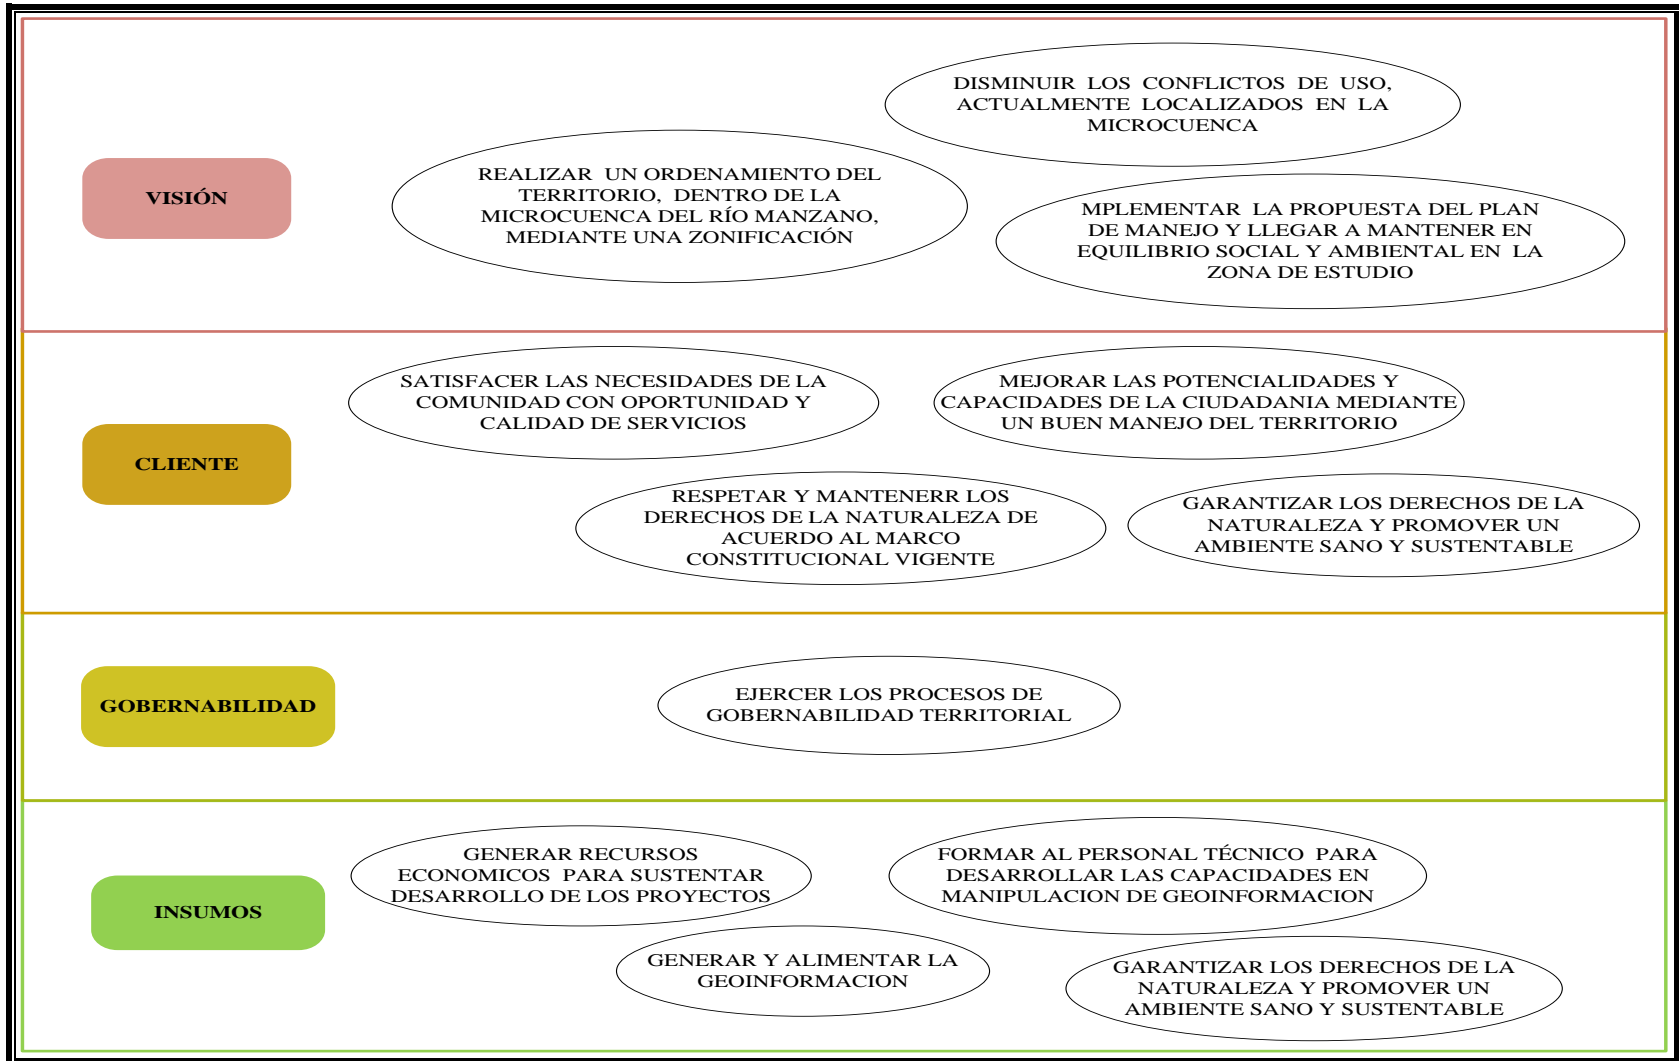 VISIÓN
REALIZAR UN ORDENAMIENTO DEL
TERRITORIO, DENTRO DE LA
MICROCUENCA DEL RÍO MANZANO,
MEDIANTE UNA ZONIFICACIÓN
DISMINUIR LOS CONFLICTOS DE USO,
ACTUALMENTE LOCALIZADOS EN LA
MICROCUENCA
MPLEMENTAR LA PROPUESTA DEL PLAN
DE MANEJO Y LLEGAR A MANTENER EN
EQUILIBRIO SOCIAL Y AMBIENTAL EN LA
ZONA DE ESTUDIO
CLIENTE
SATISFACER LAS NECESIDADES DE LA
COMUNIDAD CON OPORTUNIDAD Y
CALIDAD DE SERVICIOS
MEJORAR LAS POTENCIALIDADES Y
CAPACIDADES DE LA CIUDADANIA MEDIANTE
UN BUEN MANEJO DEL TERRITORIO
RESPETAR Y MANTENERR LOS
DERECHOS DE LA NATURALEZA DE
ACUERDO AL MARCO
CONSTITUCIONAL VIGENTE
GARANTIZAR LOS DERECHOS DE LA
NATURALEZA Y PROMOVER UN
AMBIENTE SANO Y SUSTENTABLE
GOBERNABILIDAD
EJERCER LOS PROCESOS DE
GOBERNABILIDAD TERRITORIAL
INSUMOS
GENERAR RECURSOS
ECONOMICOS PARA SUSTENTAR
DESARROLLO DE LOS PROYECTOS
FORMAR AL PERSONAL TÉCNICO PARA
DESARROLLAR LAS CAPACIDADES EN
MANIPULACION DE GEOINFORMACION
GENERAR Y ALIMENTAR LA
GEOINFORMACION
GARANTIZAR LOS DERECHOS DE LA
NATURALEZA Y PROMOVER UN
AMBIENTE SANO Y SUSTENTABLE